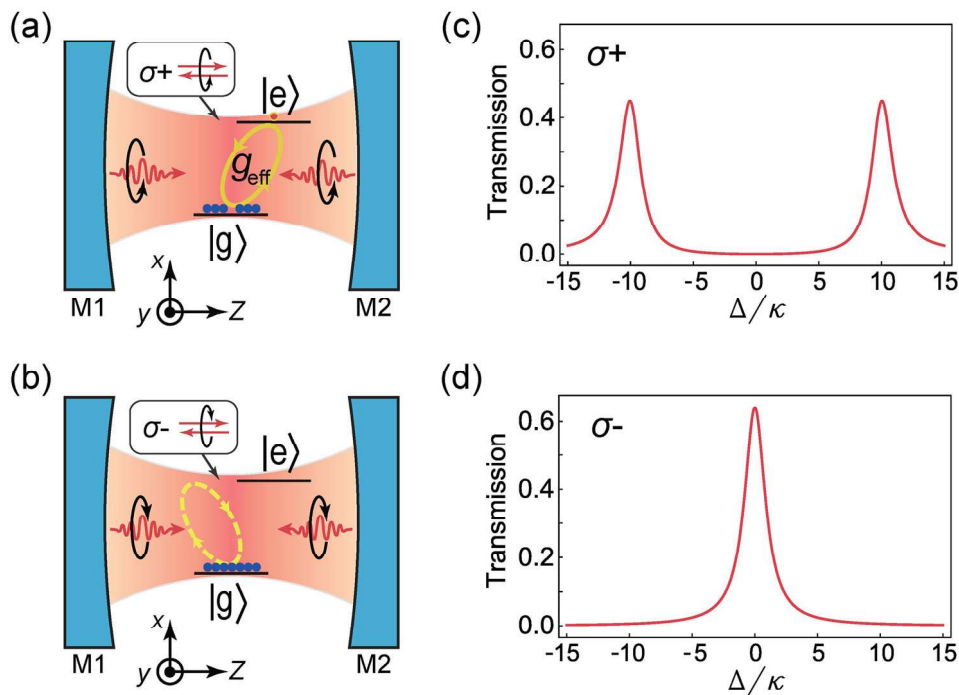 (a)
σ+
|e⟩
g_eff
|g⟩
x
y
Z
M1
M2
(b)
σ-
|e⟩
|g⟩
x
y
Z
M1
M2
(c)
σ+
Transmission
0.6
0.4
0.2
0.0
-15 -10 -5 0 5 10 15
Δ/κ
(d)
σ-
Transmission
0.6
0.4
0.2
0.0
-15 -10 -5 0 5 10 15
Δ/κ